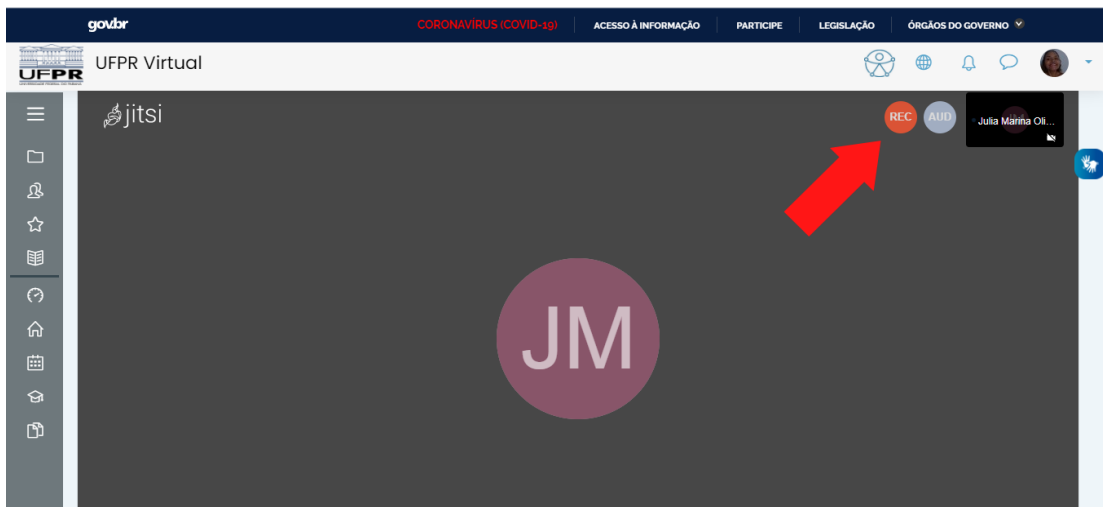 gov.br
CORONAVÍRUS (COVID-19)
ACESSO À INFORMAÇÃO
PARTICIPE
LEGISLAÇÃO
ÓRGÃOS DO GOVERNO
UFPR
UFPR Virtual
jitsi
REC
AUD
Julia Marina Oli...
JM